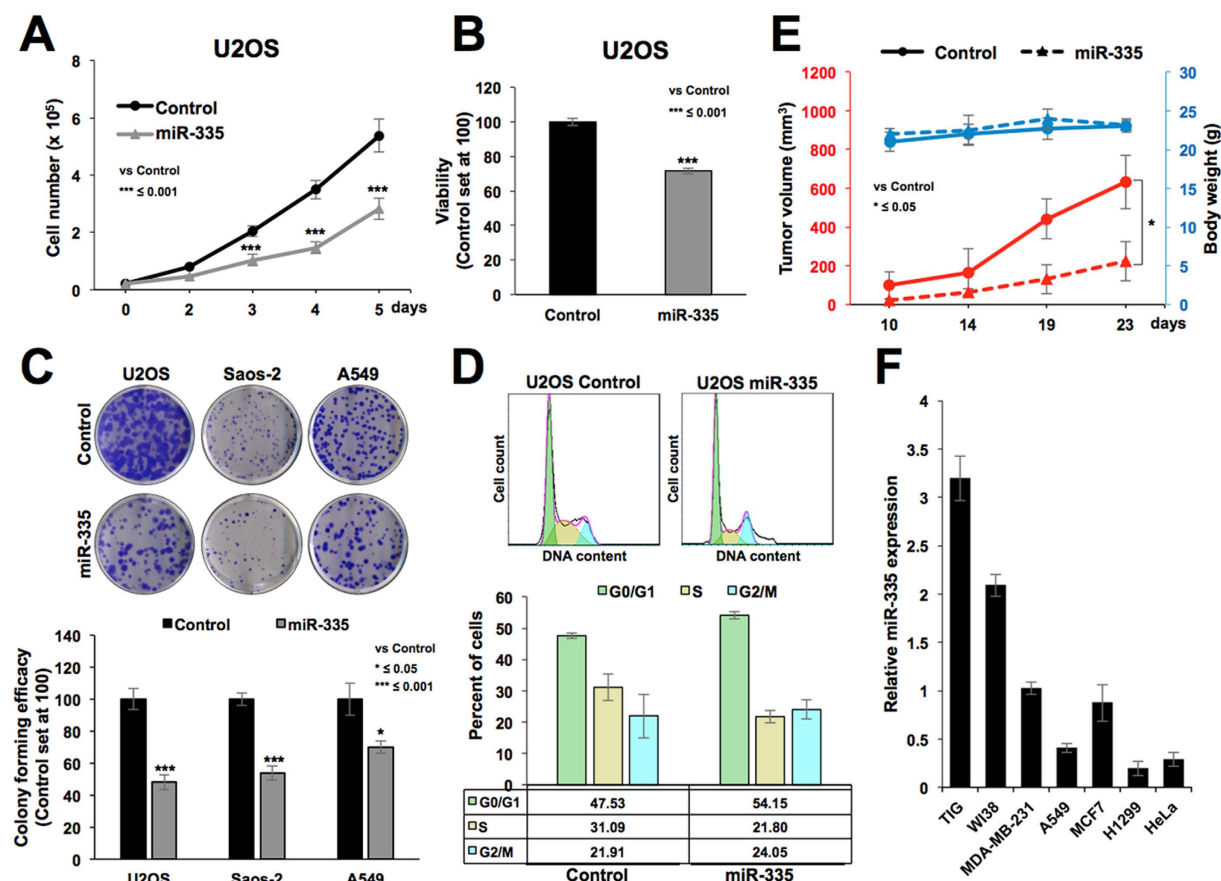 A
U2OS
Cell number (x 10⁵)
8
6
4
2
0
Control
miR-335
vs Control
*** ≤ 0.001
***
***
***
0 2 3 4 5 days
B
U2OS
Viability
(Control set at 100)
120
100
80
60
40
20
0
vs Control
*** ≤ 0.001
***
Control miR-335
E
Control miR-335
Tumor volume (mm³)
1200
1000
800
600
400
200
0
vs Control
* ≤ 0.05
*
30
25
20
15
10
5
0
Body weight (g)
10 14 19 23 days
C
U2OS Saos-2 A549
Control
miR-335
Control miR-335
Colony forming efficacy
(Control set at 100)
140
120
100
80
60
40
20
0
vs Control
* ≤ 0.05
*** ≤ 0.001
***
***
*
U2OS Saos-2 A549
D
U2OS Control U2OS miR-335
Cell count
DNA content
Cell count
DNA content
G0/G1 S G2/M
Percent of cells
60
50
40
30
20
10
0
G0/G1 47.53 54.15
S 31.09 21.80
G2/M 21.91 24.05
Control miR-335
F
Relative miR-335 expression
4
3.5
3
2.5
2
1.5
1
0.5
0
TIG WI38 MDA-MB-231 A549 MCF7 H1299 HeLa